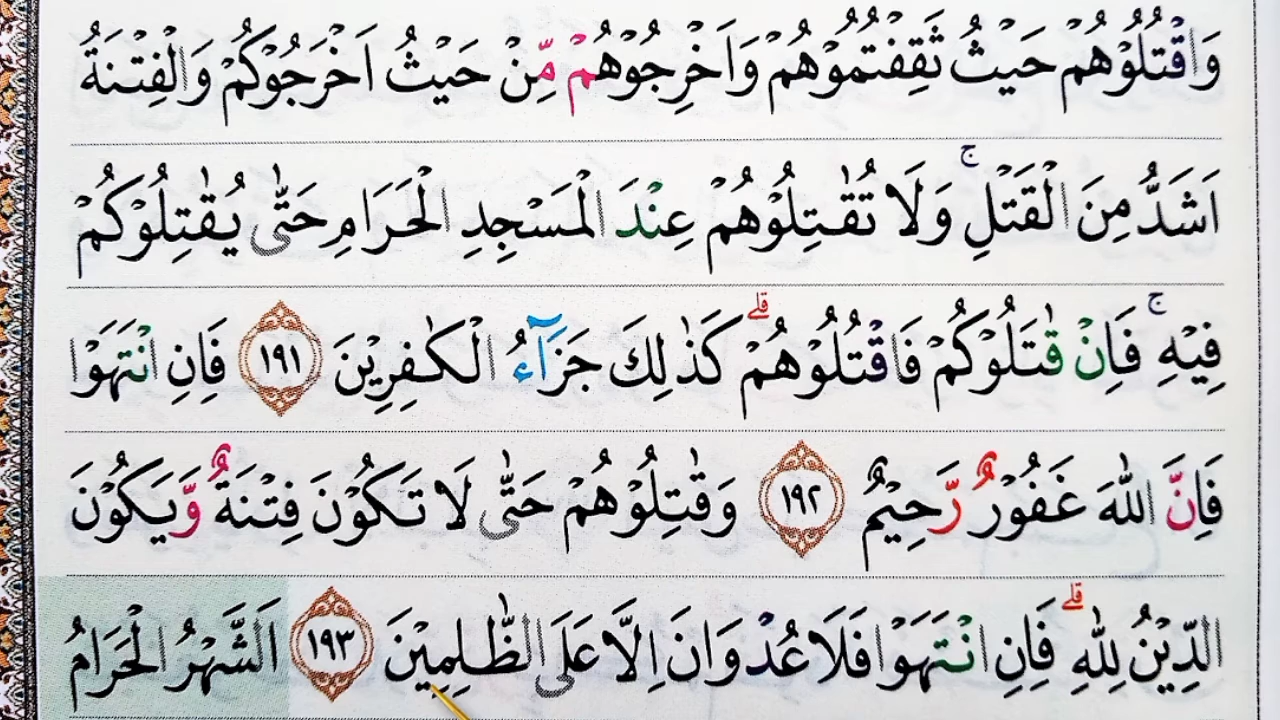 وَاقْتُلُوْهُمْ حَيْثُ ثَقِفْتُمُوْهُمْ وَاَخْرِجُوْهُمْ مِّنْ حَيْثُ اَخْرَجُوْكُمْ وَالْفِتْنَةُ
اَشَدُّ مِنَ الْقَتْلِۚ وَلَا تُقٰتِلُوْهُمْ عِنْدَ الْمَسْجِدِ الْحَرَامِ حَتّٰى يُقٰتِلُوْكُمْ
فِيْهِۚ فَاِنْ قٰتَلُوْكُمْ فَاقْتُلُوْهُمْۗ كَذٰلِكَ جَزَاۤءُ الْكٰفِرِيْنَ ١٩١ فَاِنِ انْتَهَوْا
فَاِنَّ اللّٰهَ غَفُوْرٌ رَّحِيْمٌ ١٩٢ وَقٰتِلُوْهُمْ حَتّٰى لَا تَكُوْنَ فِتْنَةٌ وَّيَكُوْنَ
الدِّيْنُ لِلّٰهِۗ فَاِنِ انْتَهَوْا فَلَا عُدْوَانَ اِلَّا عَلَى الظّٰلِمِيْنَ ١٩٣ اَلشَّهْرُ الْحَرَامُ